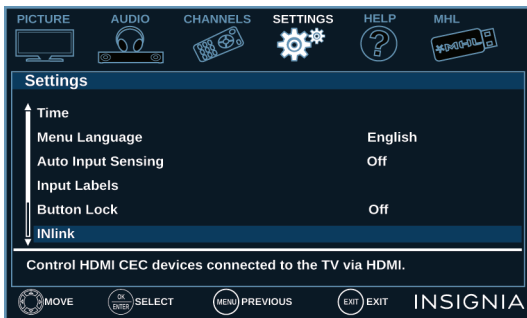 PICTURE AUDIO CHANNELS SETTINGS HELP MHL
MHL
Settings
Time
Menu Language English
Auto Input Sensing Off
Input Labels
Button Lock Off
INlink
Control HDMI CEC devices connected to the TV via HDMI.
MOVE OK ENTER SELECT MENU PREVIOUS EXIT EXIT INSIGNIA